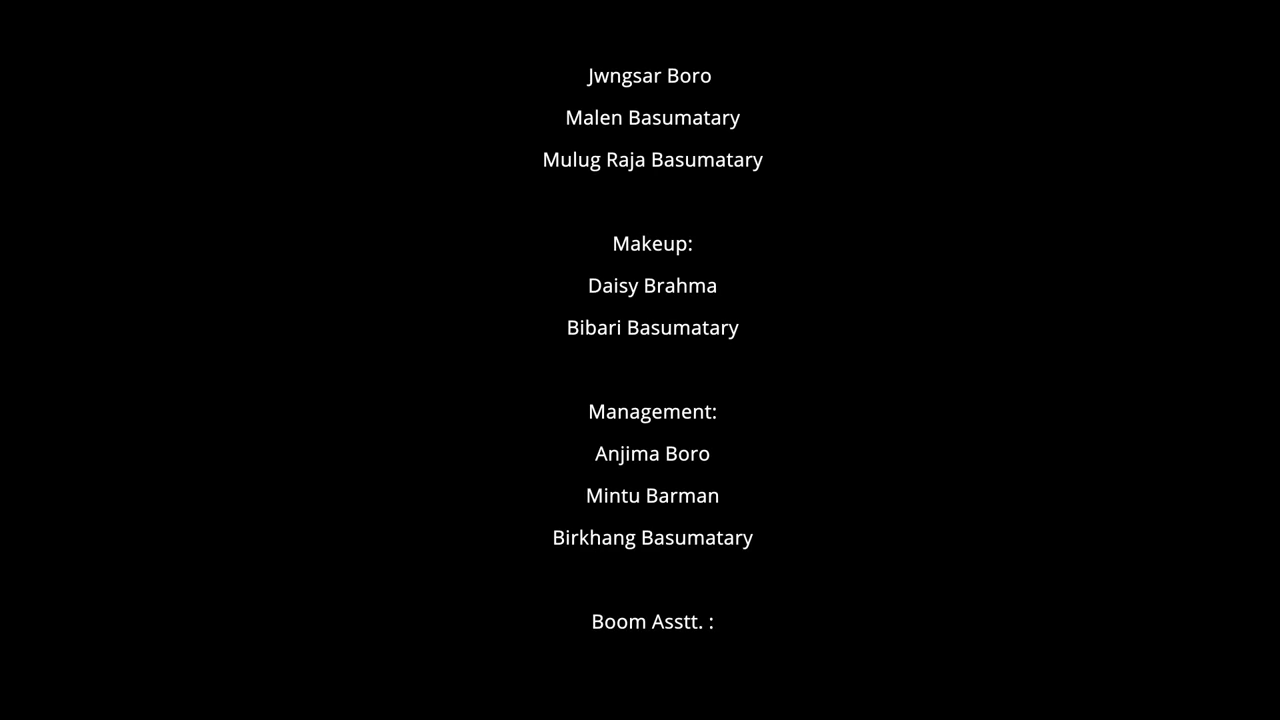 Jwngsar Boro
Malen Basumatary
Mulug Raja Basumatary
Makeup:
Daisy Brahma
Bibari Basumatary
Management:
Anjima Boro
Mintu Barman
Birkhang Basumatary
Boom Asstt. :